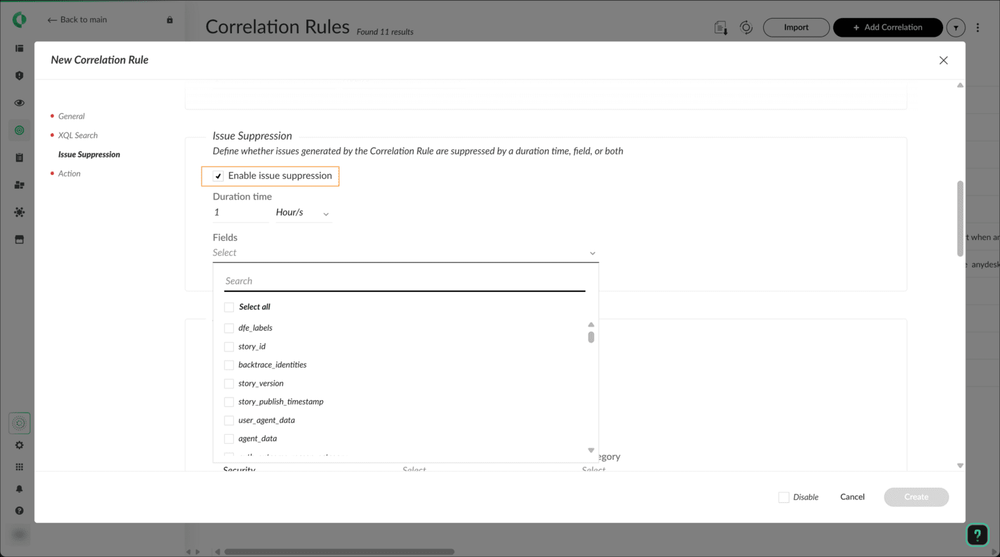 Back to main
Correlation Rules Found 11 results
Import
+ Add Correlation
New Correlation Rule
General
XQL Search
Issue Suppression
Action
Issue Suppression
Define whether issues generated by the Correlation Rule are suppressed by a duration time, field, or both
Enable issue suppression
Duration time
1 Hour/s
Fields
Select
Search
Select all
dfe_labels
story_id
backtrace_identities
story_version
story_publish_timestamp
user_agent_data
agent_data
egory
Security Select Select
t when an
anydesk
Disable Cancel Create
?